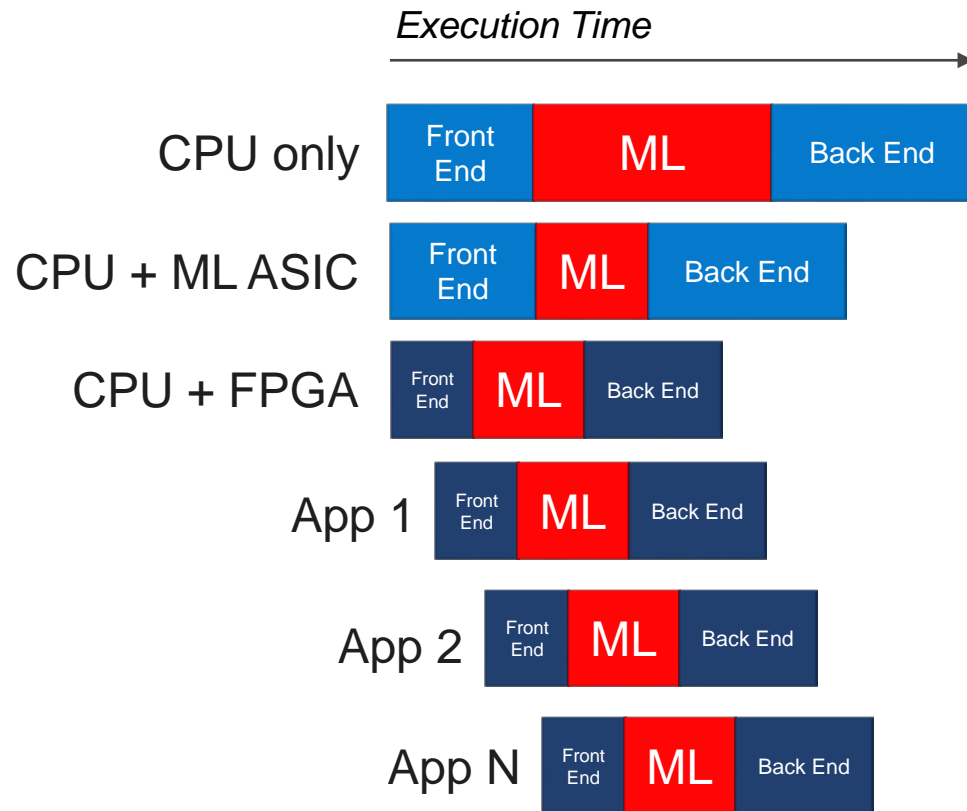 Execution Time
CPU only
Front
End
ML
Back End
CPU + ML ASIC
Front
End
ML
Back End
CPU + FPGA
Front
End
ML
Back End
App 1
Front
End
ML
Back End
App 2
Front
End
ML
Back End
App N
Front
End
ML
Back End